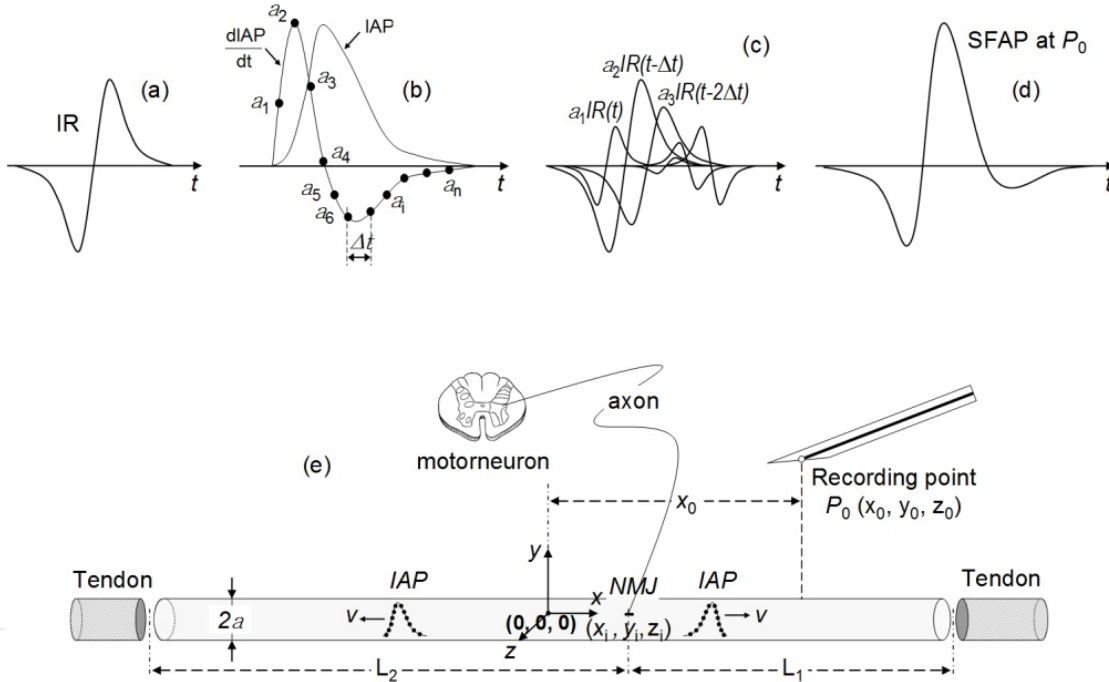 (a)
IR
t
a₂
dIAP
dt
IAP
a₁
a₃
(b)
a₄
a₅
a₆
aᵢ
aₙ
t
Δt
(c)
a₂IR(t-Δt)
a₃IR(t-2Δt)
a₁IR(t)
t
SFAP at P₀
(d)
t
(e)
motorneuron
axon
Recording point
P₀ (x₀, y₀, z₀)
x₀
Tendon
IAP
y
x
NMJ
IAP
Tendon
2a
v
(0, 0, 0)
(xᵢ , yᵢ, zᵢ)
v
z
L₂
L₁